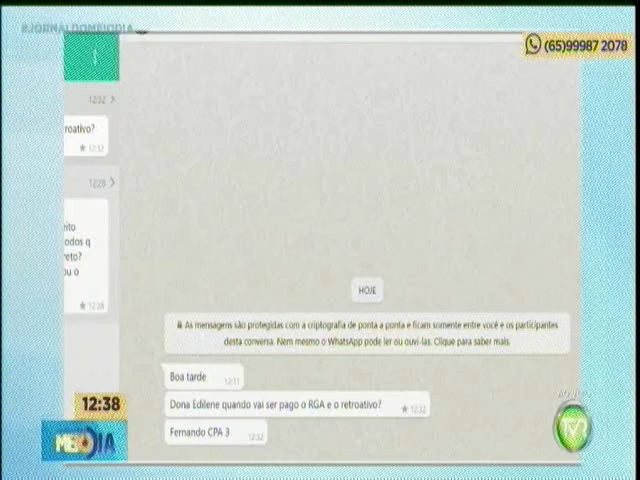 #JORNALDOMEIODIA
(65)99987 2078
12:32
roativo?
12:32
12:28
eito
odos q
reto?
ou o
12:28
HOJE
As mensagens são protegidas com a criptografia de ponta a ponta e ficam somente entre você e os participantes
desta conversa. Nem mesmo o WhatsApp pode ler ou ouvi-las. Clique para saber mais.
Boa tarde
12:31
Dona Edilene quando vai ser pago o RGA e o retroativo?
12:32
Fernando CPA 3
12:32
12:38
MEIO DIA
AO VIVO